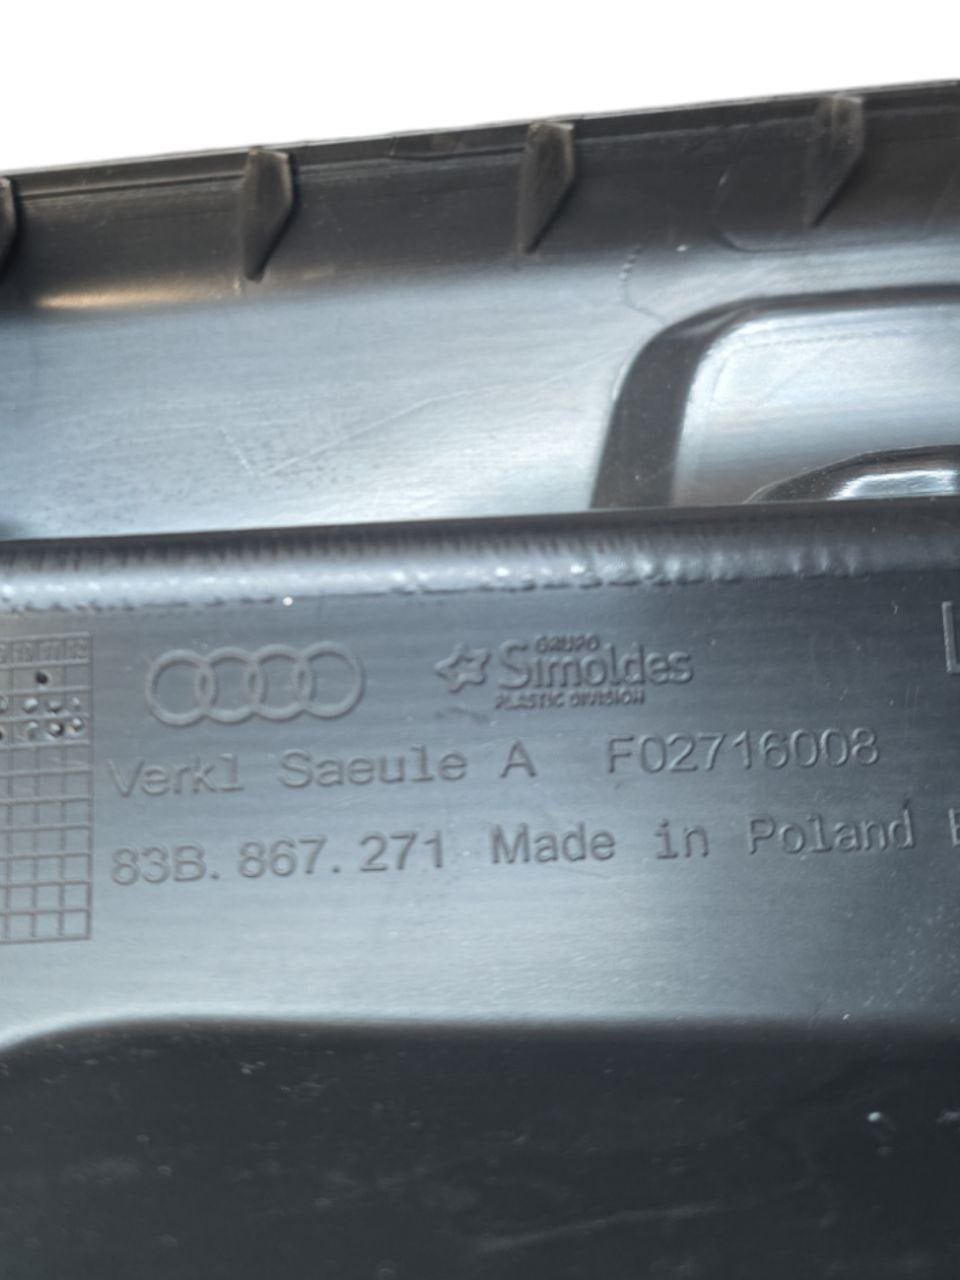 GRUPO
Simoldes
PLASTIC DIVISION
Verkl Saeule A F02716008
83B.867.271 Made in Poland